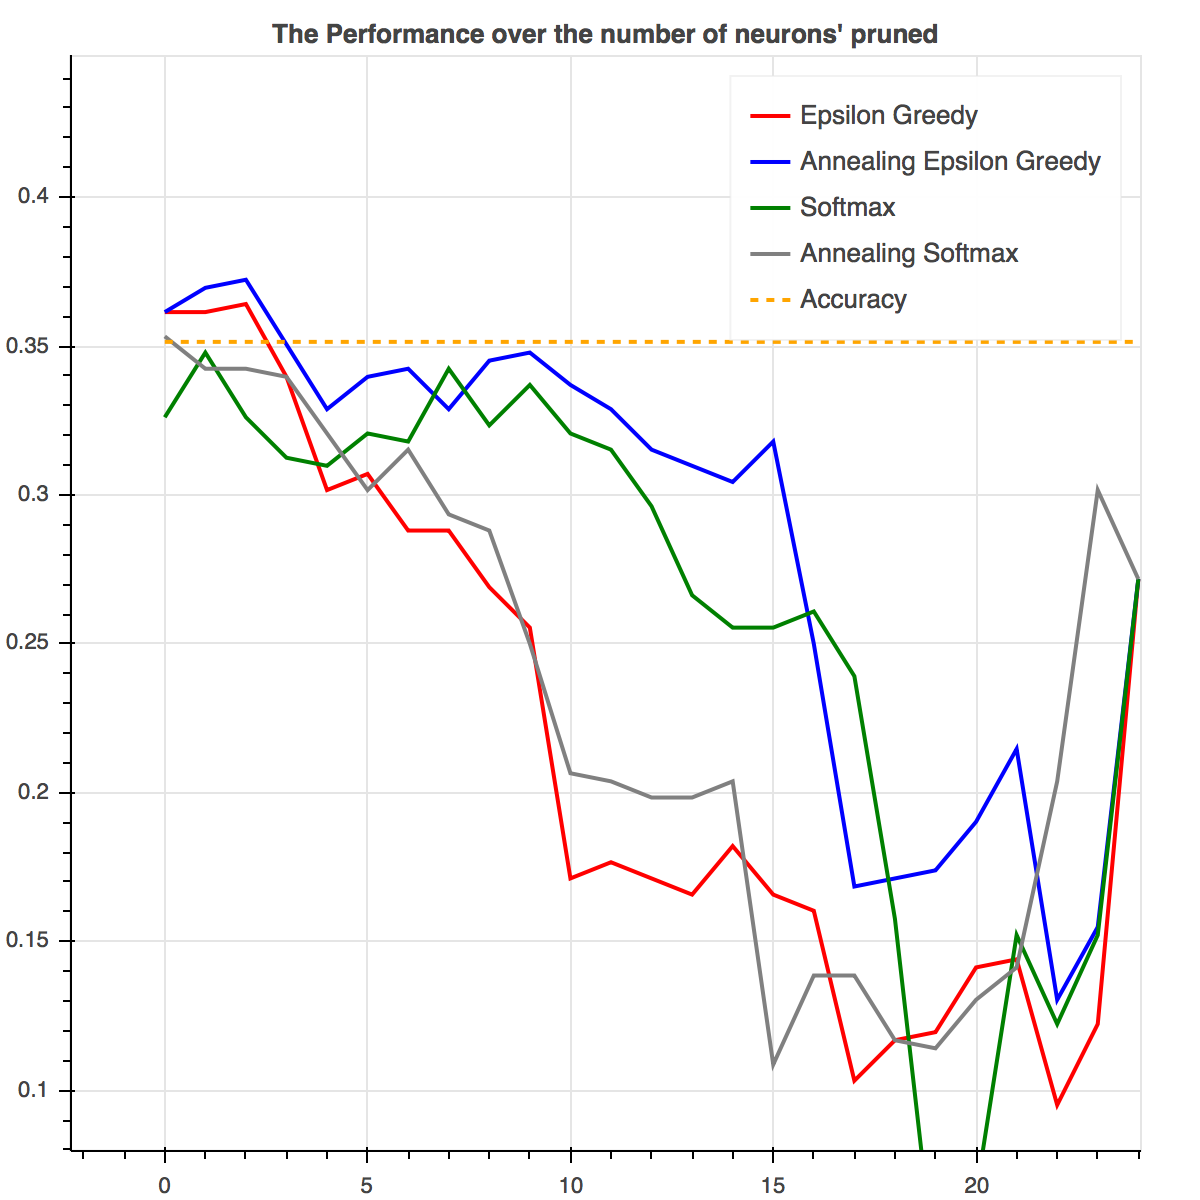 The Performance over the number of neurons' pruned
Epsilon Greedy
Annealing Epsilon Greedy
Softmax
Annealing Softmax
Accuracy
0.4
0.35
0.3
0.25
0.2
0.15
0.1
0 5 10 15 20